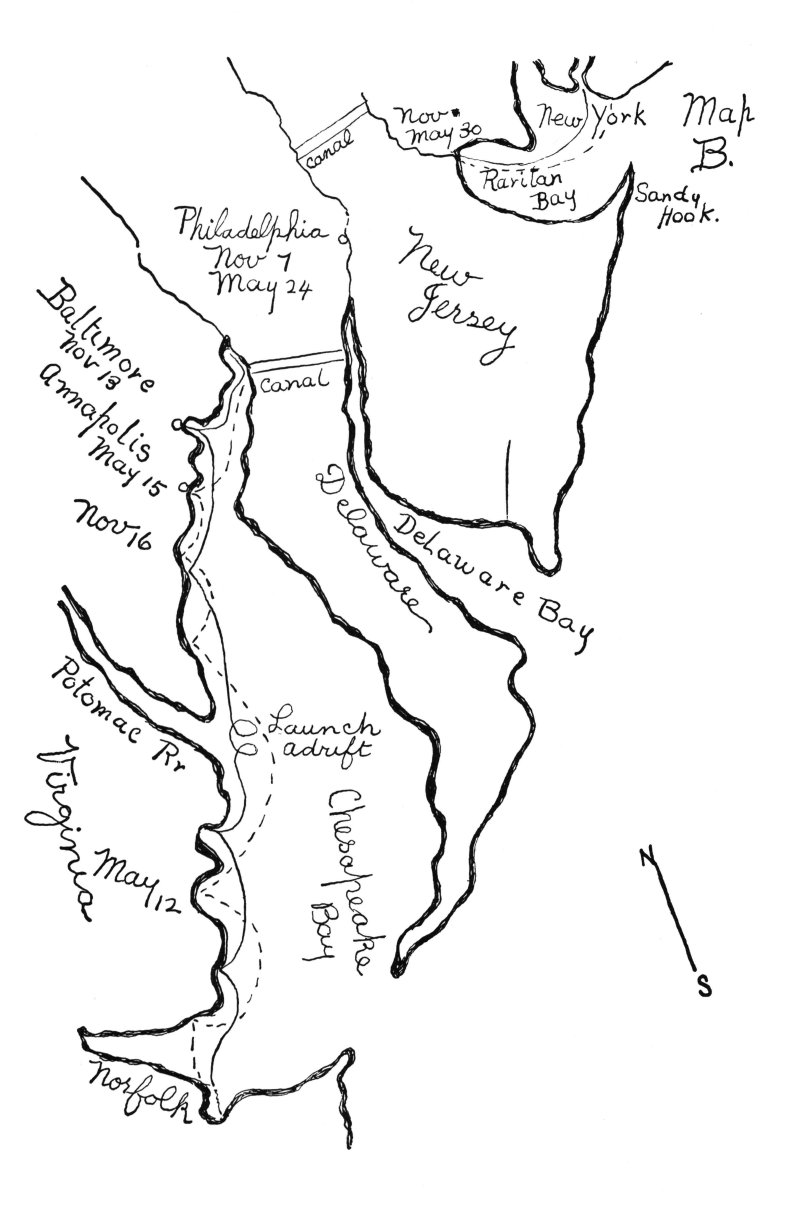 Map
B.
New York
Nov.
May 30
canal
Raritan
Bay
Sandy
Hook.
Philadelphia
Nov 7
May 24
New
Jersey
Baltimore
Nov 13
canal
Annapolis
May 15
Nov 16
Delaware
Delaware Bay
Potomac Rr
Launch
adrift
Virginia
Chesapeake
Bay
May 12
N
S
Norfolk